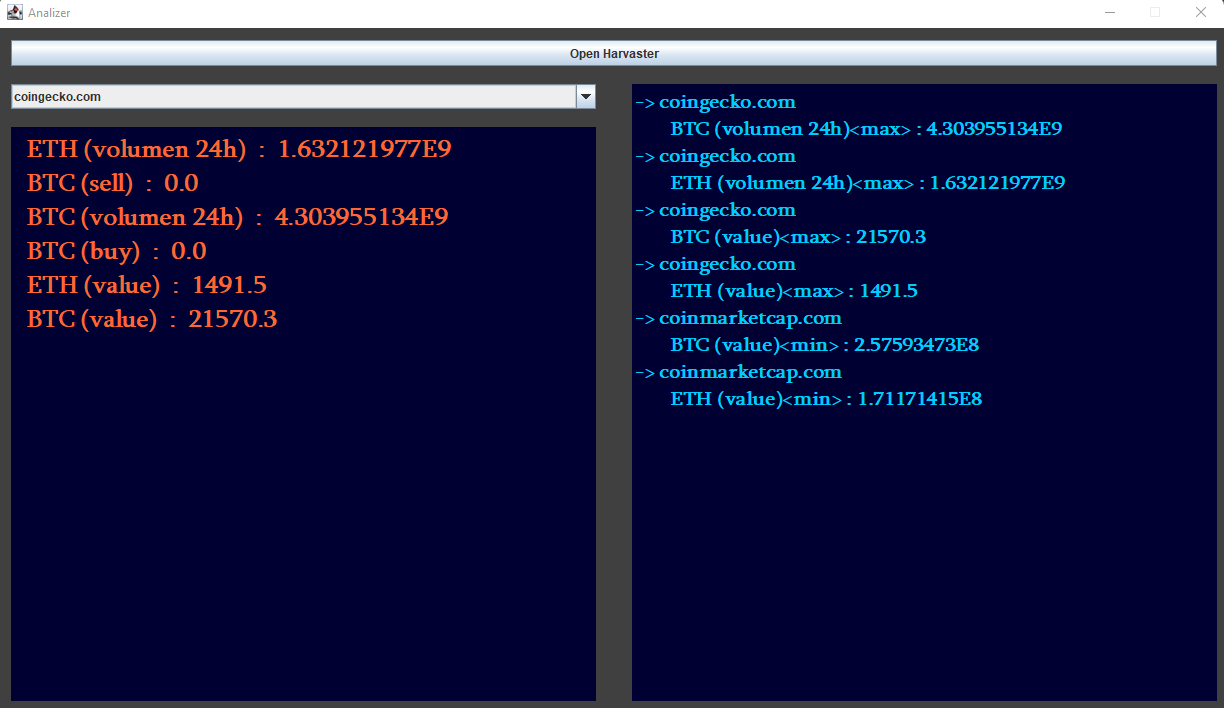 Analizer
Open Harvaster
coingecko.com
ETH (volumen 24h) : 1.632121977E9
BTC (sell) : 0.0
BTC (volumen 24h) : 4.303955134E9
BTC (buy) : 0.0
ETH (value) : 1491.5
BTC (value) : 21570.3
-> coingecko.com
BTC (volumen 24h)<max> : 4.303955134E9
-> coingecko.com
ETH (volumen 24h)<max> : 1.632121977E9
-> coingecko.com
BTC (value)<max> : 21570.3
-> coingecko.com
ETH (value)<max> : 1491.5
-> coinmarketcap.com
BTC (value)<min> : 2.57593473E8
-> coinmarketcap.com
ETH (value)<min> : 1.71171415E8